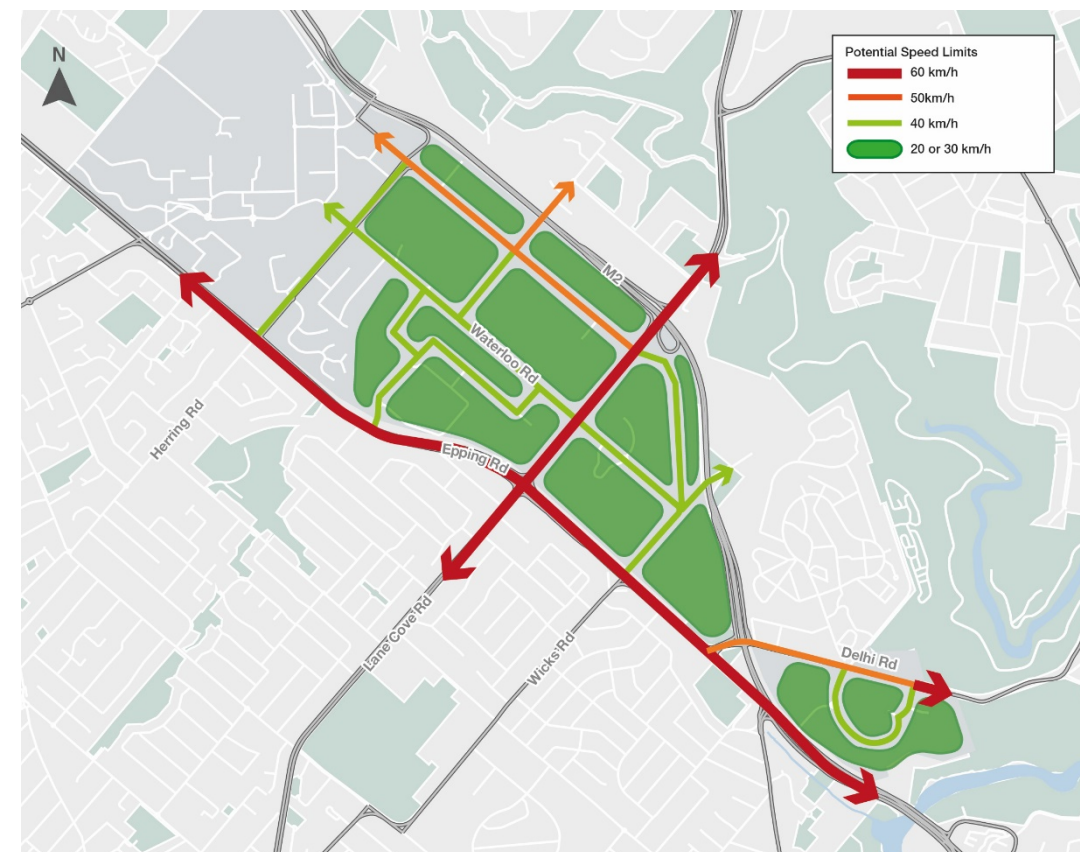 N
Potential Speed Limits
60 km/h
50km/h
40 km/h
20 or 30 km/h
M2
Waterloo Rd
Herring Rd
Epping Rd
Lane Cove Rd
Wicks Rd
Delhi Rd